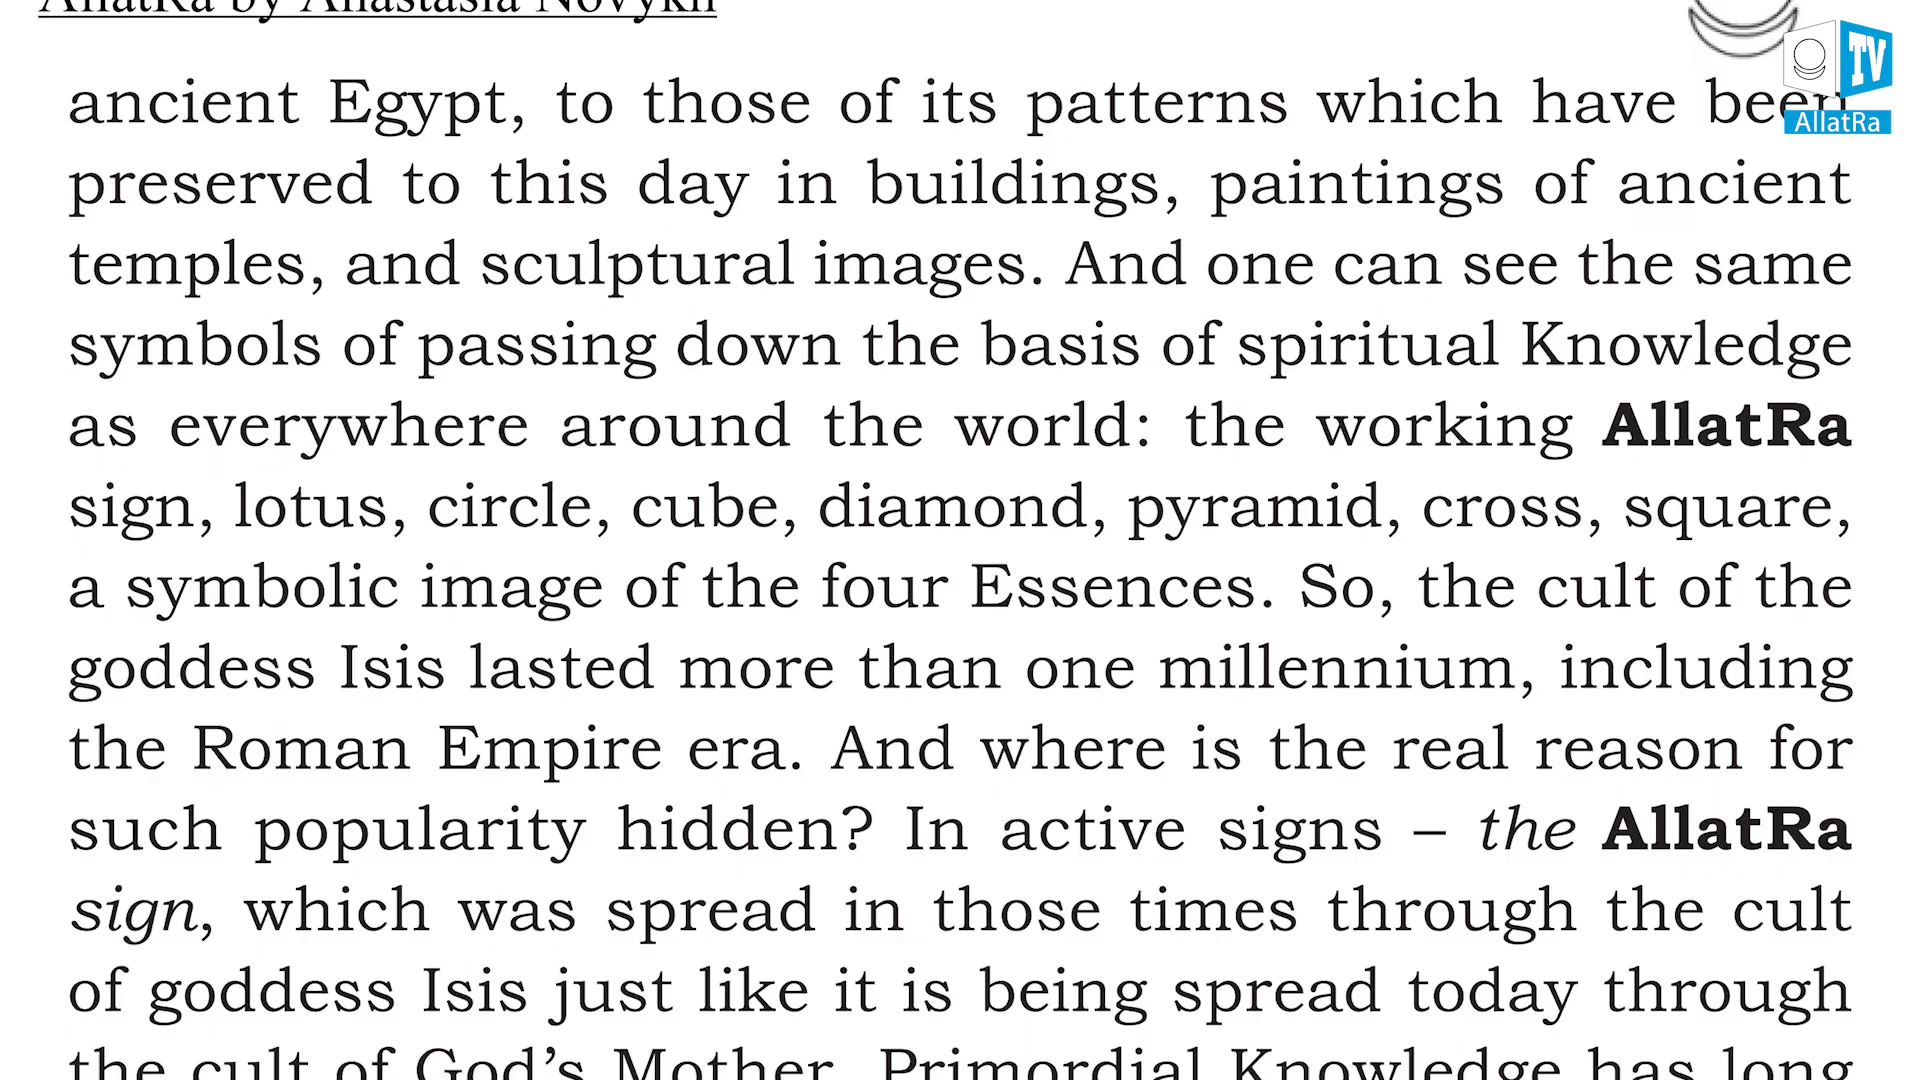 AllatRa by Anastasia Novykh
TV
AllatRa
ancient Egypt, to those of its patterns which have been
preserved to this day in buildings, paintings of ancient
temples, and sculptural images. And one can see the same
symbols of passing down the basis of spiritual Knowledge
as everywhere around the world: the working AllatRa
sign, lotus, circle, cube, diamond, pyramid, cross, square,
a symbolic image of the four Essences. So, the cult of the
goddess Isis lasted more than one millennium, including
the Roman Empire era. And where is the real reason for
such popularity hidden? In active signs – the AllatRa
sign, which was spread in those times through the cult
of goddess Isis just like it is being spread today through
the cult of God’s Mother. Primordial Knowledge has long